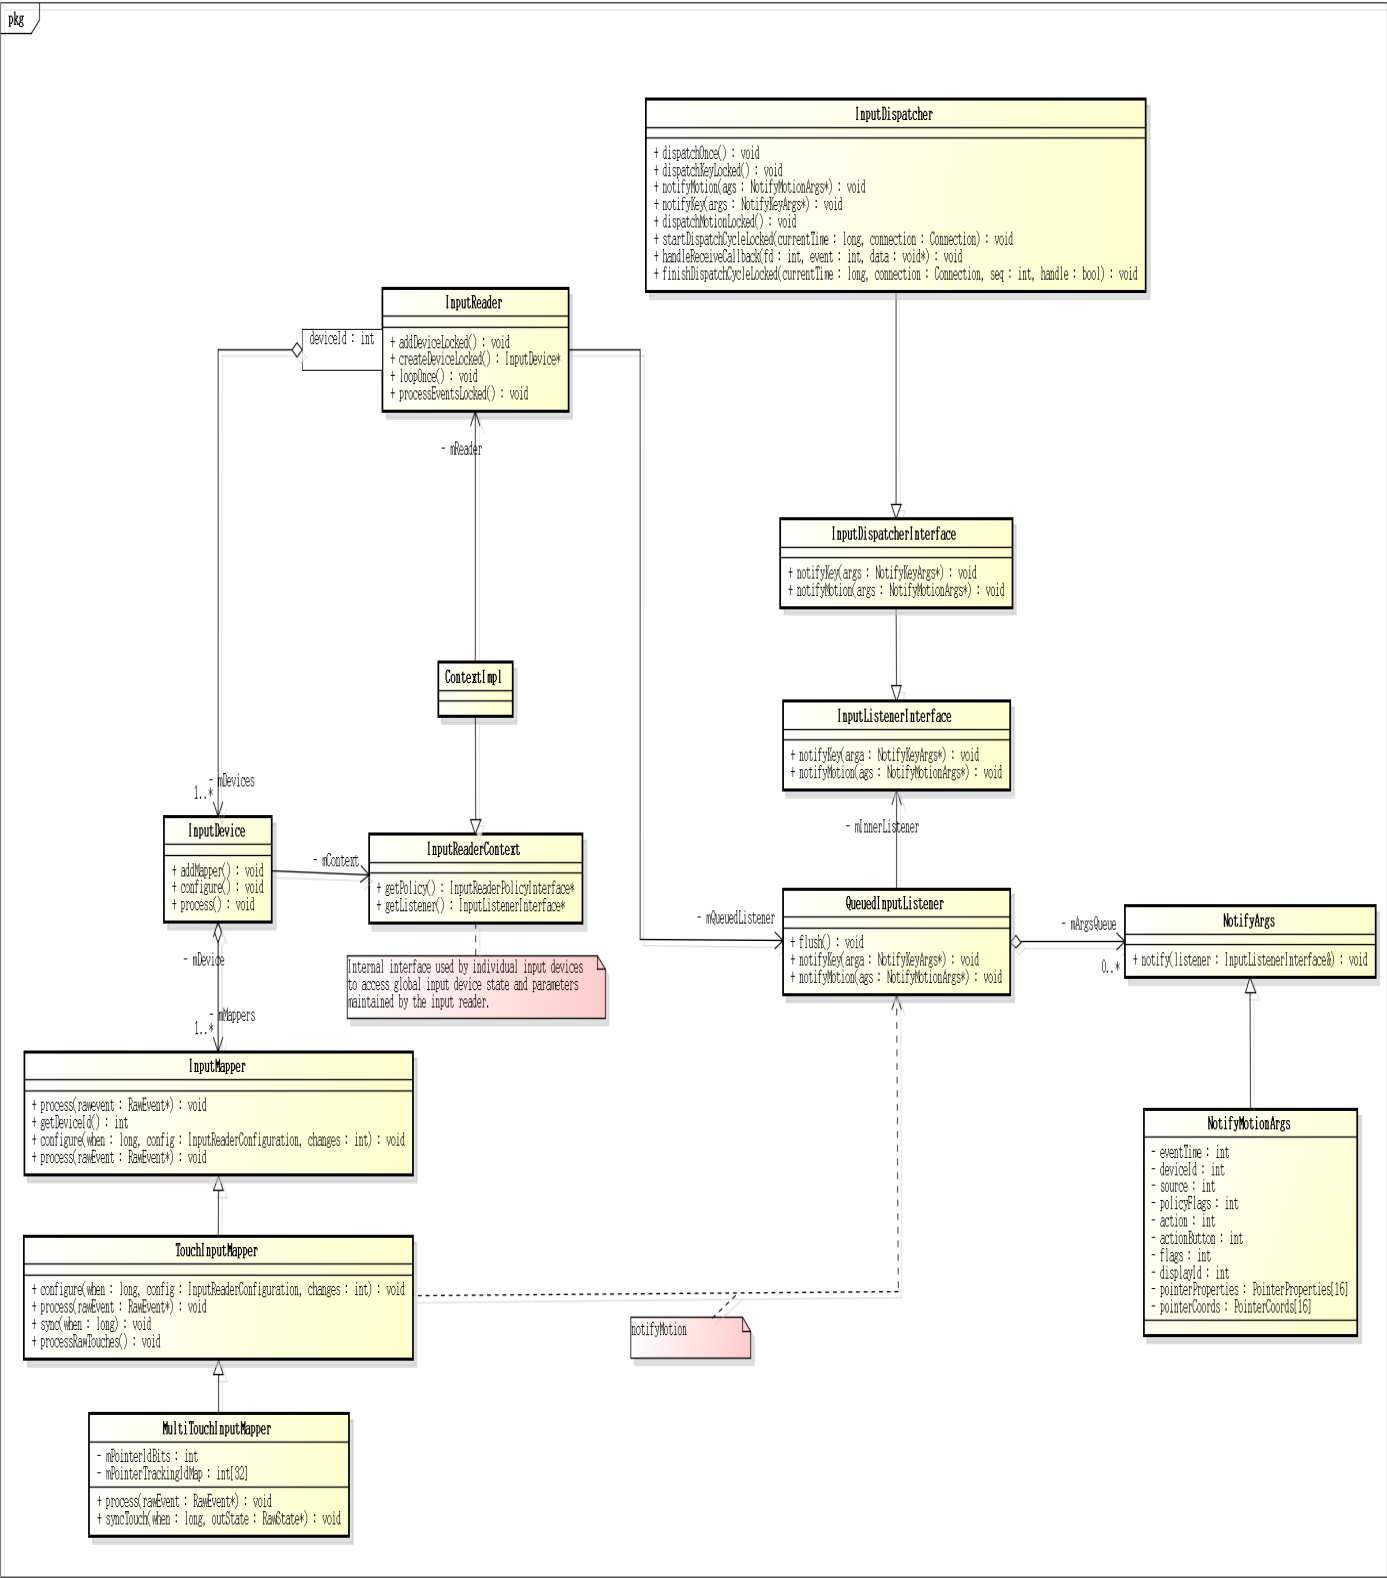 pkg
InputDispatcher
+ dispatchOnce() : void
+ dispatchKeyLocked() : void
+ notifyMotion(ags : NotifyMotionArgs*) : void
+ notifyKey(args : NotifyKeyArgs*) : void
+ dispatchMotionLocked() : void
+ startDispatchCycleLocked(currentTime : long, connection : Connection) : void
+ handleReceiveCallback(fd : int, event : int, data : void*) : void
+ finishDispatchCycleLocked(currentTime : long, connection : Connection, seq : int, handle : bool) : void
InputReader
deviceId : int
+ addDeviceLocked() : void
+ createDeviceLocked() : InputDevice*
+ loopOnce() : void
+ processEventsLocked() : void
- mReader
InputDispatcherInterface
+ notifyKey(args : NotifyKeyArgs*) : void
+ notifyMotion(args : NotifyMotionArgs*) : void
ContextImpl
InputListenerInterface
+ notifyKey(arga : NotifyKeyArgs*) : void
+ notifyMotion(ags : NotifyMotionArgs*) : void
- mDevices
1..*
- mInnerListener
InputDevice
+ addMapper() : void
+ configure() : void
+ process() : void
- mContext
InputReaderContext
+ getPolicy() : InputReaderPolicyInterface*
+ getListener() : InputListenerInterface*
- mQueuedListener
QueuedInputListener
+ flush() : void
+ notifyKey(arga : NotifyKeyArgs*) : void
+ notifyMotion(ags : NotifyMotionArgs*) : void
- mArgsQueue
0..*
NotifyArgs
+ notify(listener : InputListenerInterface&) : void
- mDevice
Internal interface used by individual input devices
to access global input device state and parameters
maintained by the input reader.
- mMappers
1..*
InputMapper
+ process(rawevent : RawEvent*) : void
+ getDeviceId() : int
+ configure(when : long, config : InputReaderConfiguration, changes : int) : void
+ process(rawEvent : RawEvent*) : void
NotifyMotionArgs
- eventTime : int
- deviceId : int
- source : int
- policyFlags : int
- action : int
- actionButton : int
- flags : int
- displayId : int
- pointerProperties : PointerProperties[16]
- pointerCoords : PointerCoords[16]
TouchInputMapper
+ configure(when : long, config : InputReaderConfiguration, changes : int) : void
+ process(rawEvent : RawEvent*) : void
+ sync(when : long) : void
+ processRawTouches() : void
notifyMotion
MultiTouchInputMapper
- mPointerIdBits : int
- mPointerTrackingIdMap : int[32]
+ process(rawEvent : RawEvent*) : void
+ syncTouch(when : long, outState : RawState*) : void